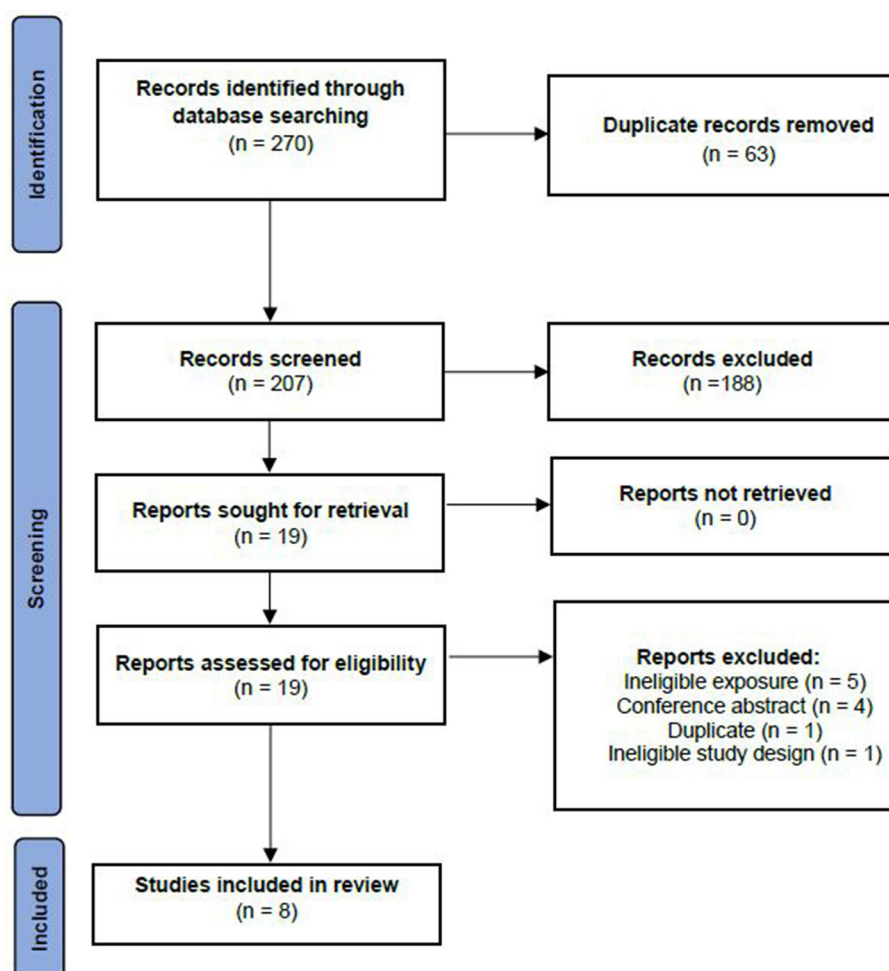 Identification
Records identified through
database searching
(n = 270)
Duplicate records removed
(n = 63)
Screening
Records screened
(n = 207)
Records excluded
(n =188)
Reports sought for retrieval
(n = 19)
Reports not retrieved
(n = 0)
Reports assessed for eligibility
(n = 19)
Reports excluded:
Ineligible exposure (n = 5)
Conference abstract (n = 4)
Duplicate (n = 1)
Ineligible study design (n = 1)
Included
Studies included in review
(n = 8)